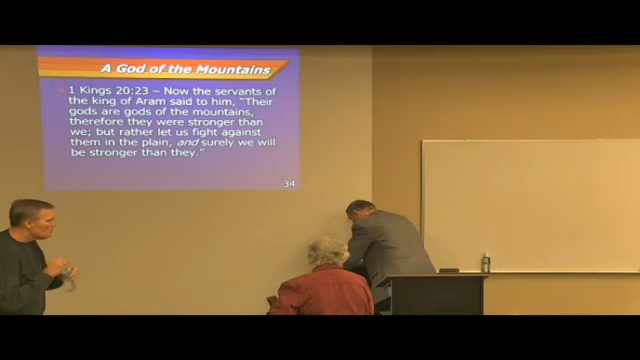 A God of the Mountains
1 Kings 20:23 – Now the servants of
the king of Aram said to him, "Their
gods are gods of the mountains,
therefore they were stronger than
we; but rather let us fight against
them in the plain, and surely we will
be stronger than they."
34